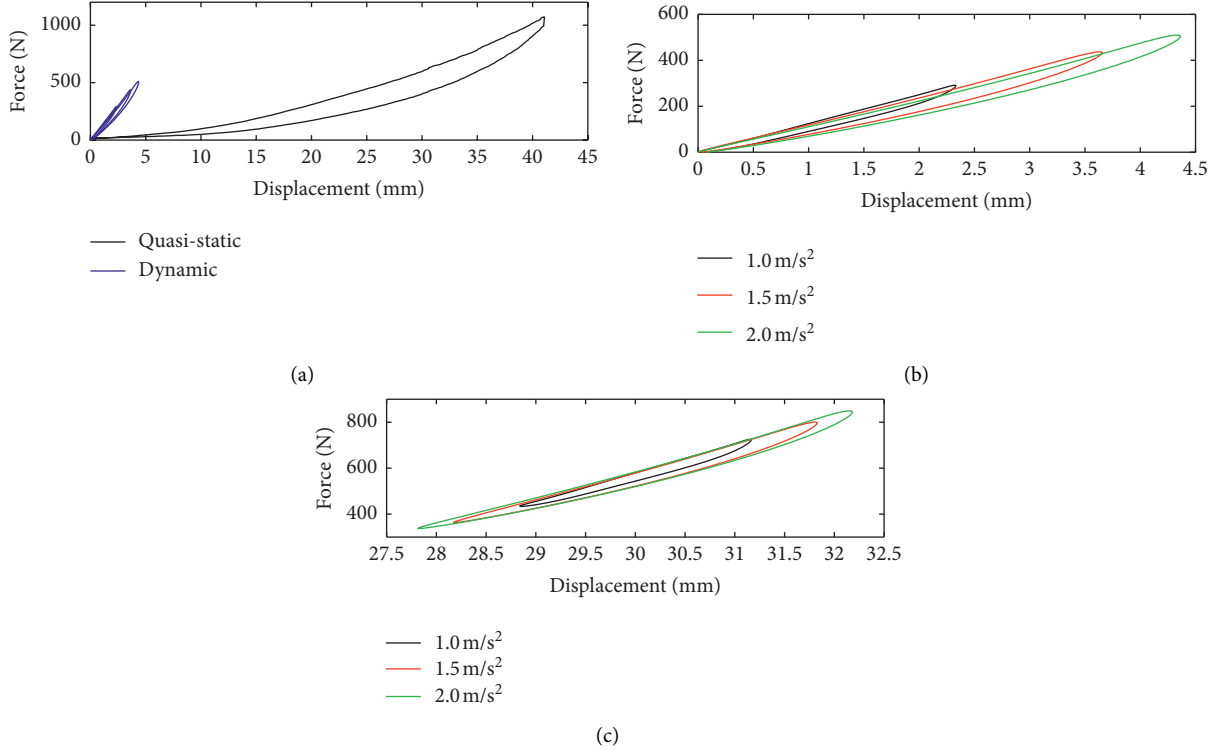 1000
500
0
Force (N)
0 5 10 15 20 25 30 35 40 45
Displacement (mm)
Quasi-static
Dynamic
(a)
600
400
200
0
Force (N)
0 0.5 1 1.5 2 2.5 3 3.5 4 4.5
Displacement (mm)
1.0 m/s²
1.5 m/s²
2.0 m/s²
(b)
800
600
400
Force (N)
27.5 28 28.5 29 29.5 30 30.5 31 31.5 32 32.5
Displacement (mm)
1.0 m/s²
1.5 m/s²
2.0 m/s²
(c)